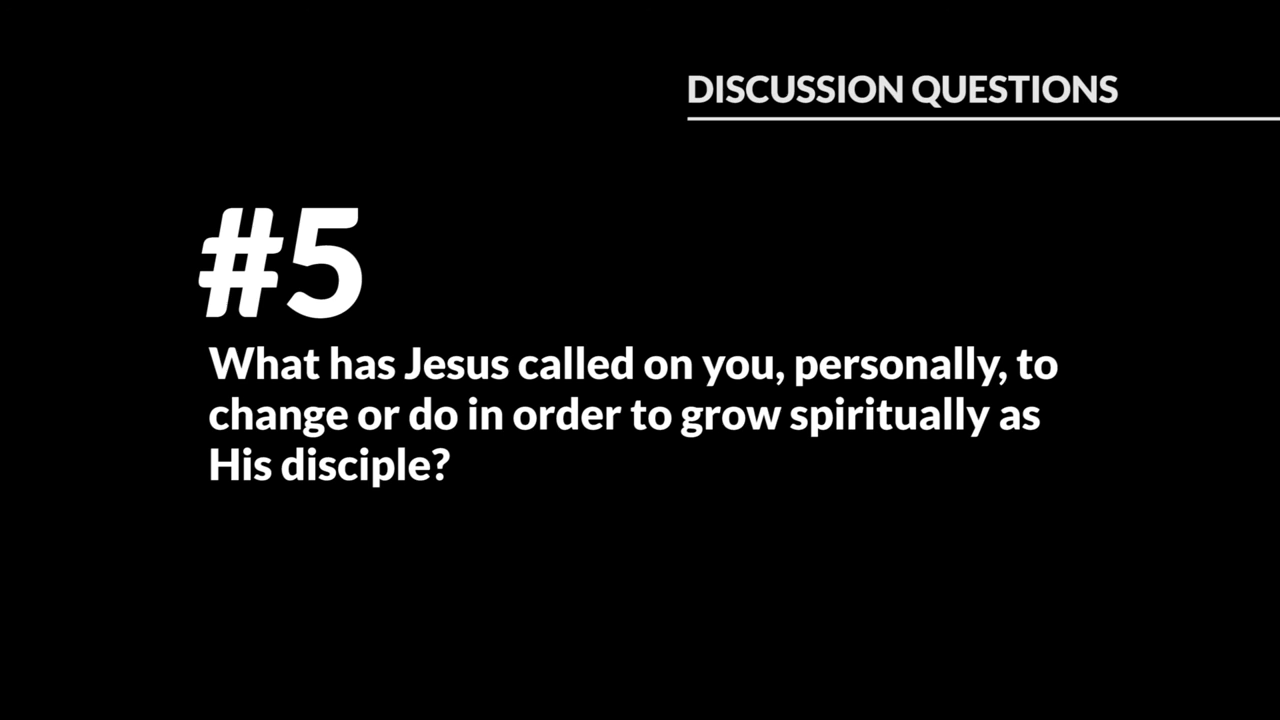 DISCUSSION QUESTIONS
#5
What has Jesus called on you, personally, to
change or do in order to grow spiritually as
His disciple?